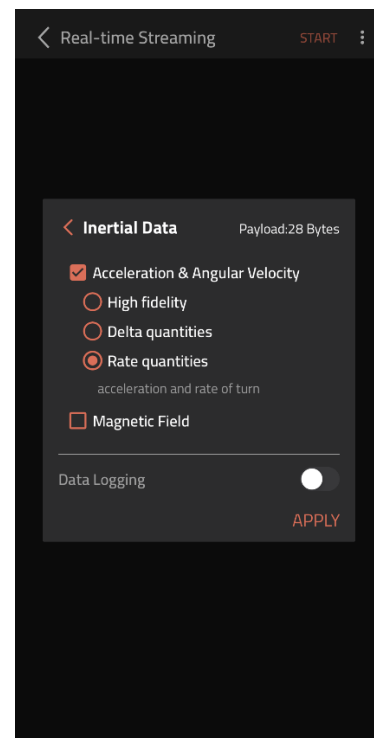 Real-time Streaming START
Inertial Data Payload:28 Bytes
Acceleration & Angular Velocity
High fidelity
Delta quantities
Rate quantities
acceleration and rate of turn
Magnetic Field
Data Logging
APPLY